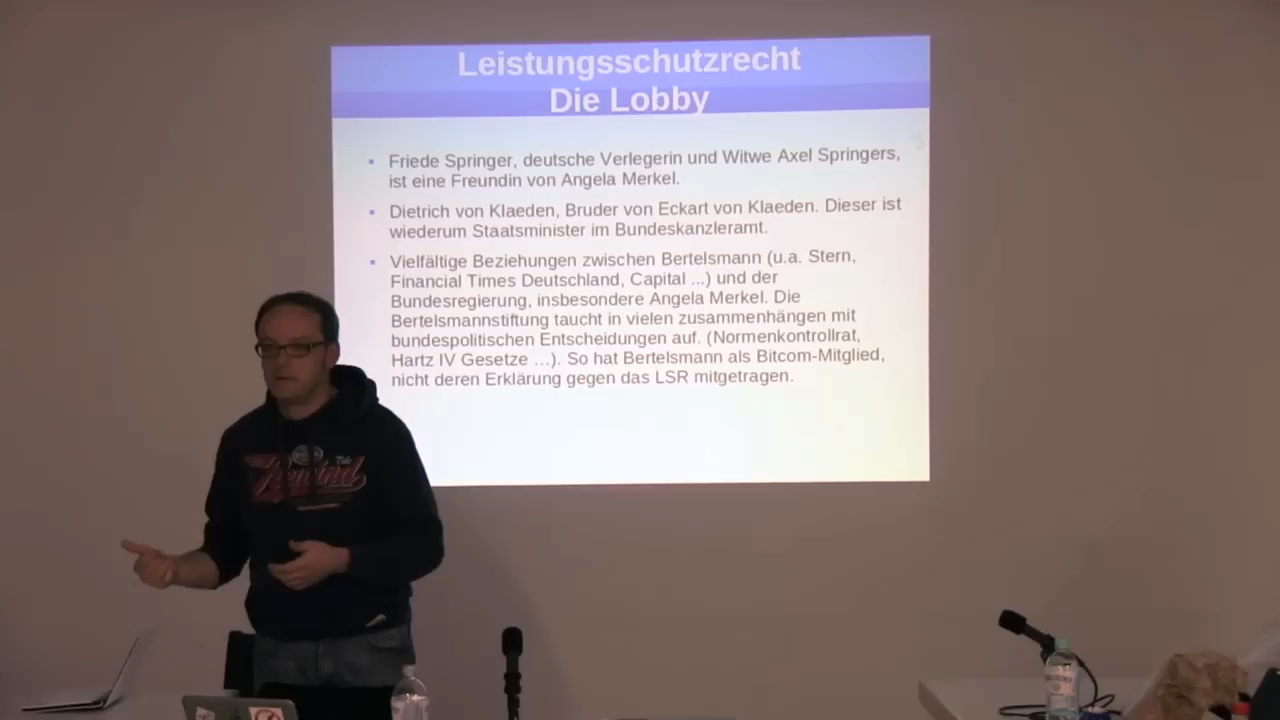 Leistungsschutzrecht
Die Lobby
Friede Springer, deutsche Verlegerin und Witwe Axel Springers,
ist eine Freundin von Angela Merkel.
Dietrich von Klaeden, Bruder von Eckart von Klaeden. Dieser ist
wiederum Staatsminister im Bundeskanzleramt.
Vielfältige Beziehungen zwischen Bertelsmann (u.a. Stern,
Financial Times Deutschland, Capital ...) und der
Bundesregierung, insbesondere Angela Merkel. Die
Bertelsmannstiftung taucht in vielen zusammenhängen mit
bundespolitischen Entscheidungen auf. (Normenkontrollrat,
Hartz IV Gesetze ...). So hat Bertelsmann als Bitcom-Mitglied,
nicht deren Erklärung gegen das LSR mitgetragen.